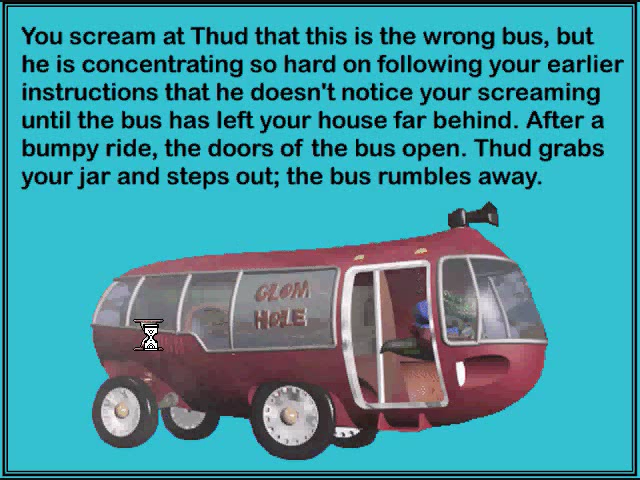 You scream at Thud that this is the wrong bus, but
he is concentrating so hard on following your earlier
instructions that he doesn't notice your screaming
until the bus has left your house far behind. After a
bumpy ride, the doors of the bus open. Thud grabs
your jar and steps out; the bus rumbles away.
GLOM
HOLE